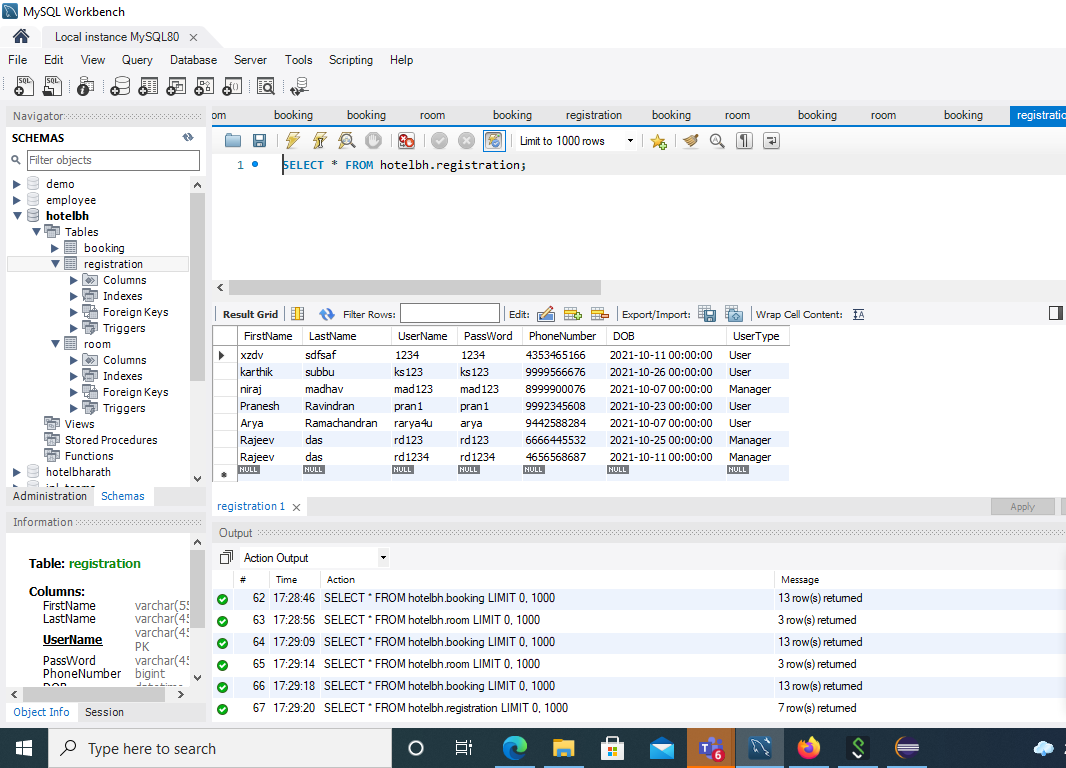 MySQL Workbench
Local instance MySQL80
File Edit View Query Database Server Tools Scripting Help
Navigator
om booking booking room booking registration booking room booking room booking registratio
SCHEMAS
Limit to 1000 rows
Filter objects
1 SELECT * FROM hotelbh.registration;
demo
employee
hotelbh
Tables
booking
registration
Columns
Indexes
Foreign Keys
Triggers
room
Columns
Indexes
Foreign Keys
Triggers
Views
Stored Procedures
Functions
hotelbharath
Administration Schemas
Result Grid Filter Rows: Edit: Export/Import: Wrap Cell Content: IA
FirstName LastName UserName PassWord PhoneNumber DOB UserType
xzdv sdfsaf 1234 1234 4353465166 2021-10-11 00:00:00 User
karthik subbu ks123 ks123 9999566676 2021-10-26 00:00:00 User
niraj madhav mad123 mad123 8999900076 2021-10-07 00:00:00 Manager
Pranesh Ravindran pran1 pran1 9992345608 2021-10-23 00:00:00 User
Arya Ramachandran rarya4u arya 9442588284 2021-10-07 00:00:00 User
Rajeev das rd123 rd123 6666445532 2021-10-25 00:00:00 Manager
Rajeev das rd1234 rd1234 4656568687 2021-10-11 00:00:00 Manager
NULL NULL NULL NULL NULL NULL NULL
registration 1
Apply
Information
Table: registration
Columns:
FirstName varchar(55
LastName varchar(45
UserName varchar(45
PK
PassWord varchar(45
PhoneNumber bigint
Object Info Session
Output
Action Output
# Time Action Message
62 17:28:46 SELECT * FROM hotelbh.booking LIMIT 0, 1000 13 row(s) returned
63 17:28:56 SELECT * FROM hotelbh.room LIMIT 0, 1000 3 row(s) returned
64 17:29:09 SELECT * FROM hotelbh.booking LIMIT 0, 1000 13 row(s) returned
65 17:29:14 SELECT * FROM hotelbh.room LIMIT 0, 1000 3 row(s) returned
66 17:29:18 SELECT * FROM hotelbh.booking LIMIT 0, 1000 13 row(s) returned
67 17:29:20 SELECT * FROM hotelbh.registration LIMIT 0, 1000 7 row(s) returned
Type here to search
6